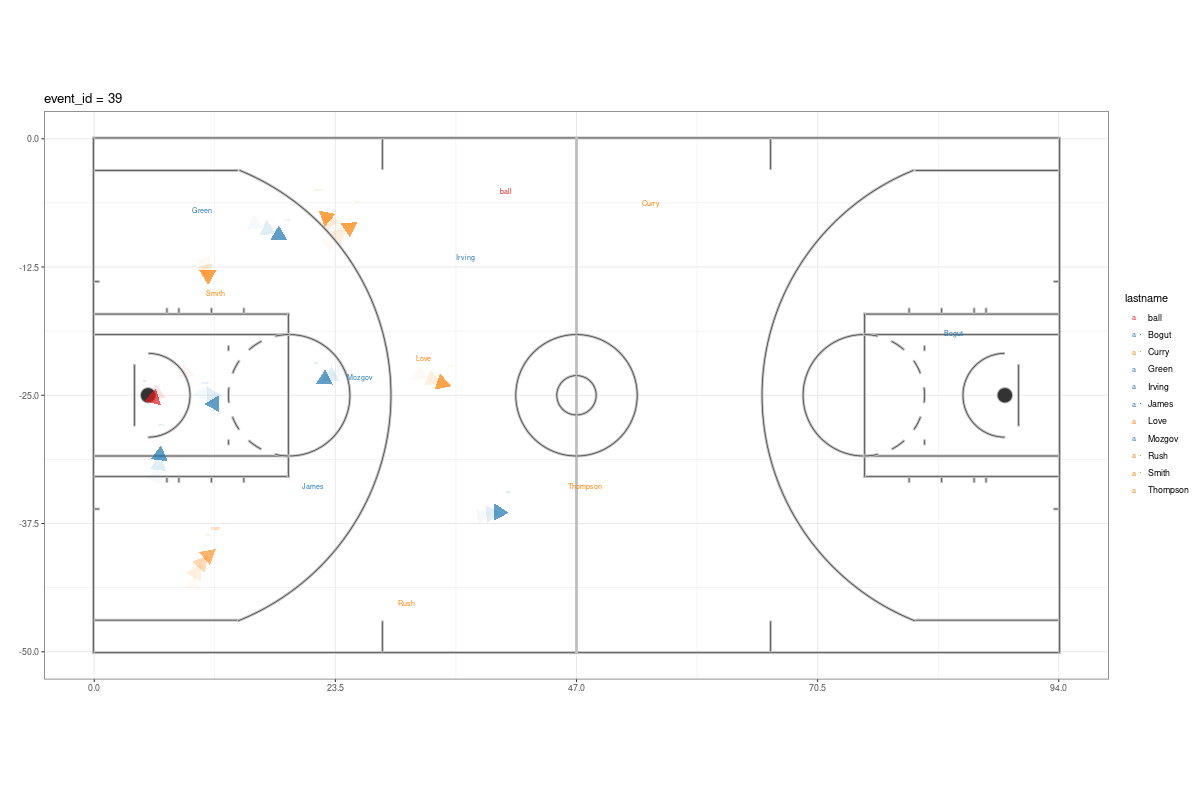 event_id = 39
0.0
ball
Curry
Green
Irving
-12.5
Smith
Bogut
Love
Mozgov
-25.0
James
Thompson
-37.5
Rush
-50.0
0.0 23.5 47.0 70.5 94.0
lastname
a ball
a Bogut
a Curry
a Green
a Irving
a James
a Love
a Mozgov
a Rush
a Smith
a Thompson